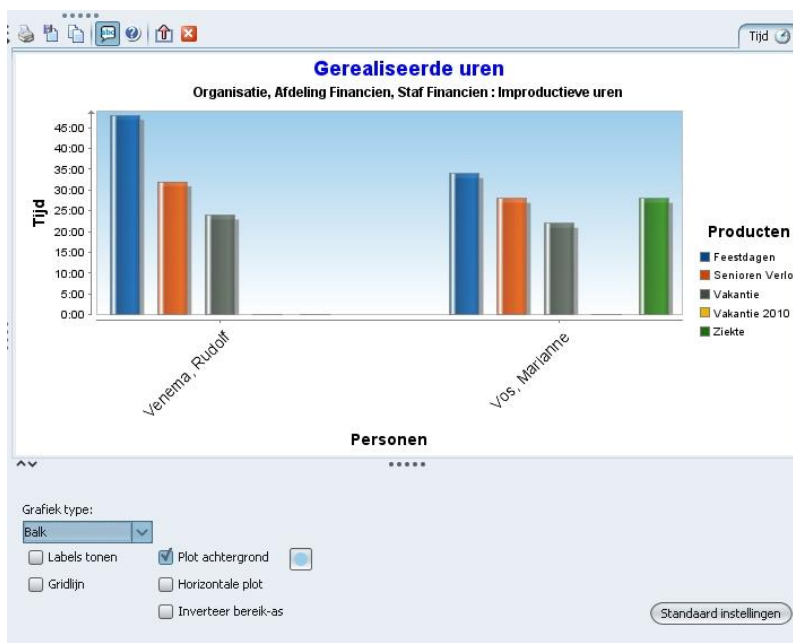 Tijd
Gerealiseerde uren
Organisatie, Afdeling Financien, Staf Financien : Improductieve uren
Tijd
45:00
40:00
35:00
30:00
25:00
20:00
15:00
10:00
5:00
0:00
Venema, Rudolf
Vos, Marianne
Personen
Producten
Feestdagen
Senioren Verlo
Vakantie
Vakantie 2010
Ziekte
Grafiek type:
Balk
Labels tonen
Plot achtergrond
Gridlijn
Horizontale plot
Inverteer bereik-as
Standaard instellingen